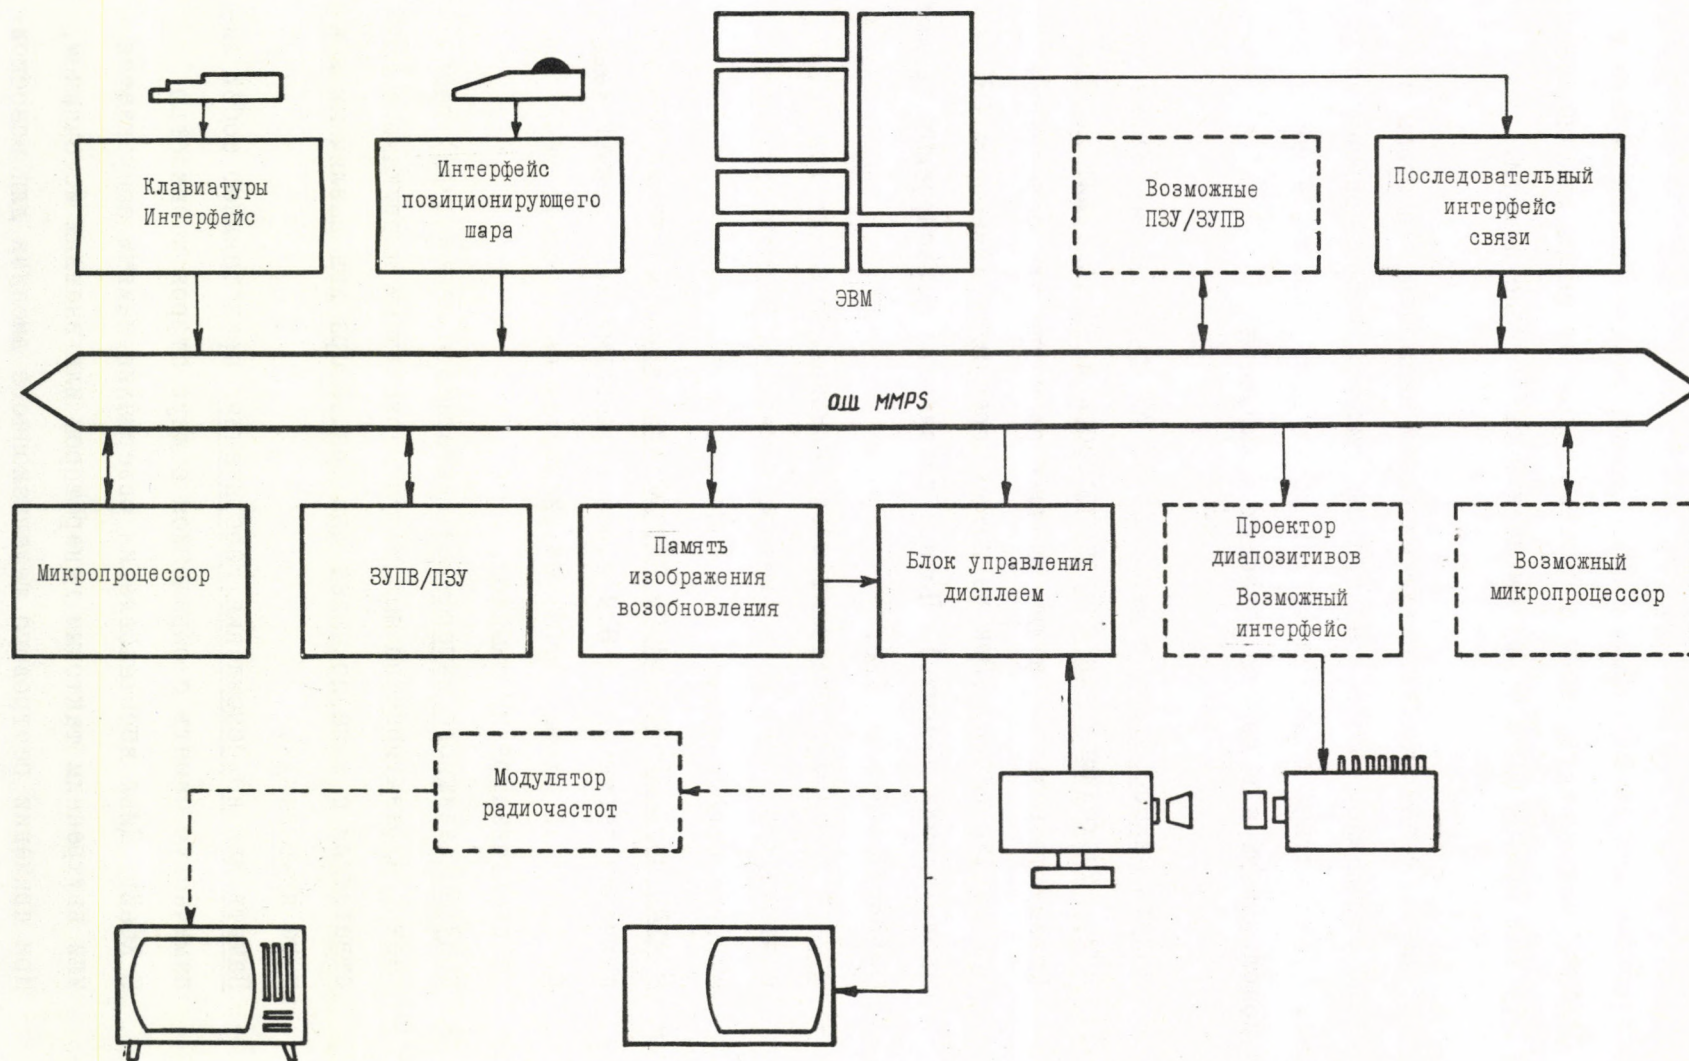 Клавиатуры
Интерфейс
Интерфейс
позиционирующего
шара
ЭВМ
Возможные
ПЗУ/ЗУПВ
Последовательный
интерфейс
связи
ОШ MMPS
Микропроцессор
ЗУПВ/ПЗУ
Память
изображения
возобновления
Блок управления
дисплеем
Проектор
диапозитивов
Возможный
интерфейс
Возможный
микропроцессор
Модулятор
радиочастот